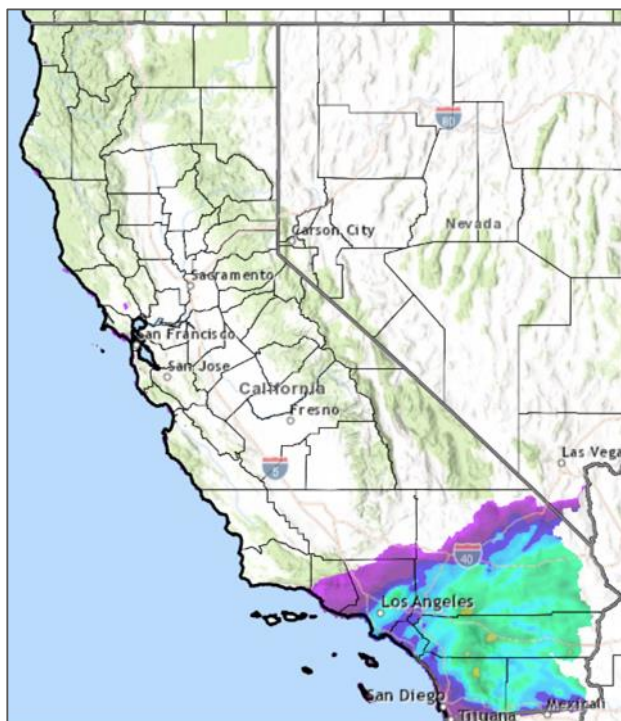 80
Nevada
Carson City
Sacramento
San Francisco
San Jose
California
Fresno
5
Las Vega
40
Los Angeles
San Diego
Tijuana
Mexicali